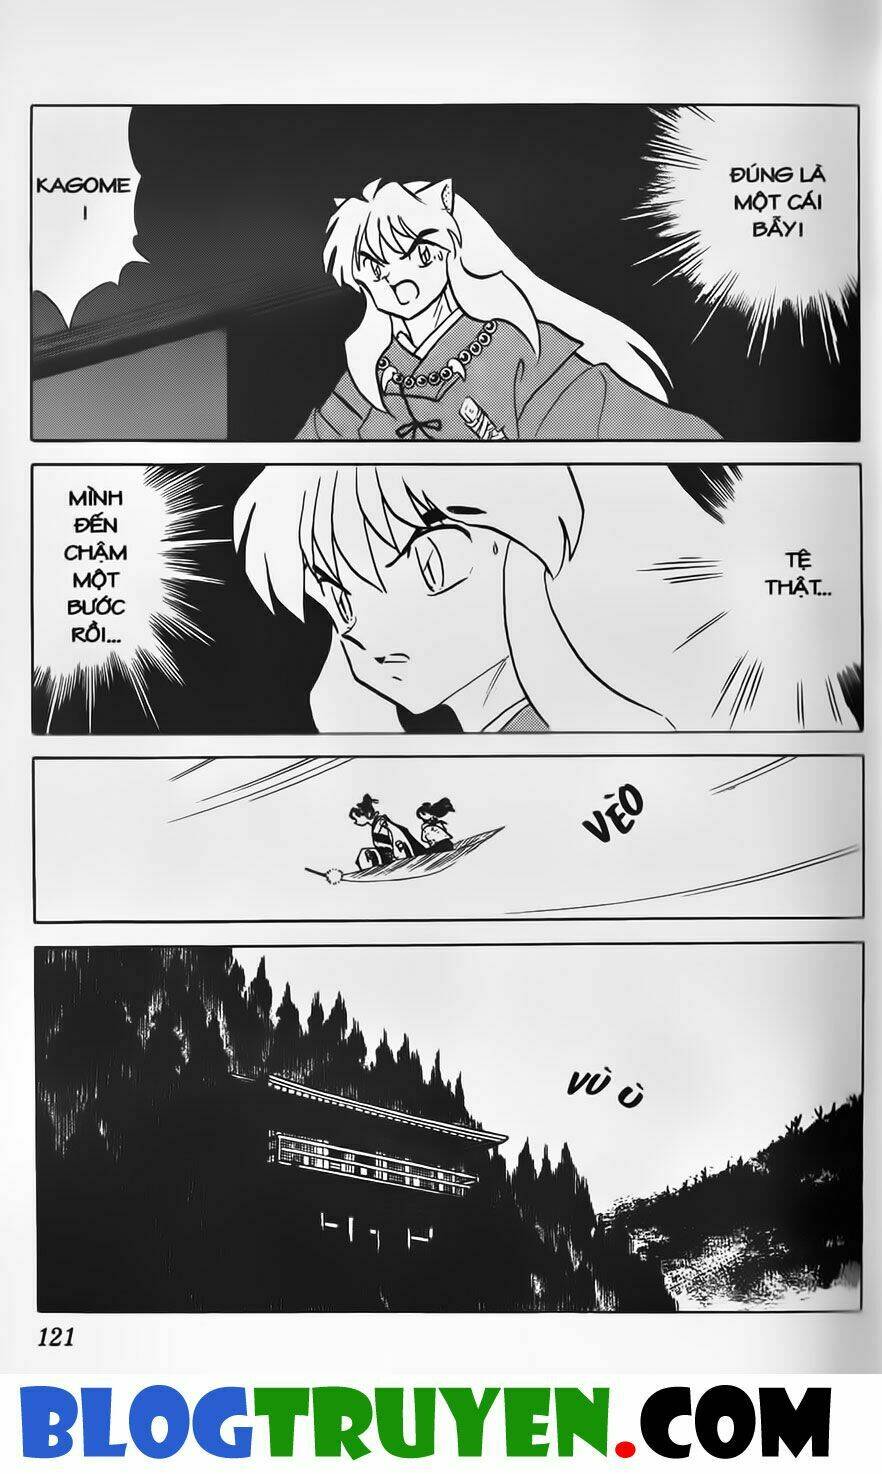 ĐÚNG LÀ
MỘT CÁI
BẪY!
KAGOME
!
TỆ
THẬT...
MÌNH
ĐẾN
CHẬM
MỘT
BƯỚC
RỒI...
VÈO
VÙ Ù
121
BLOGTRUYEN.COM